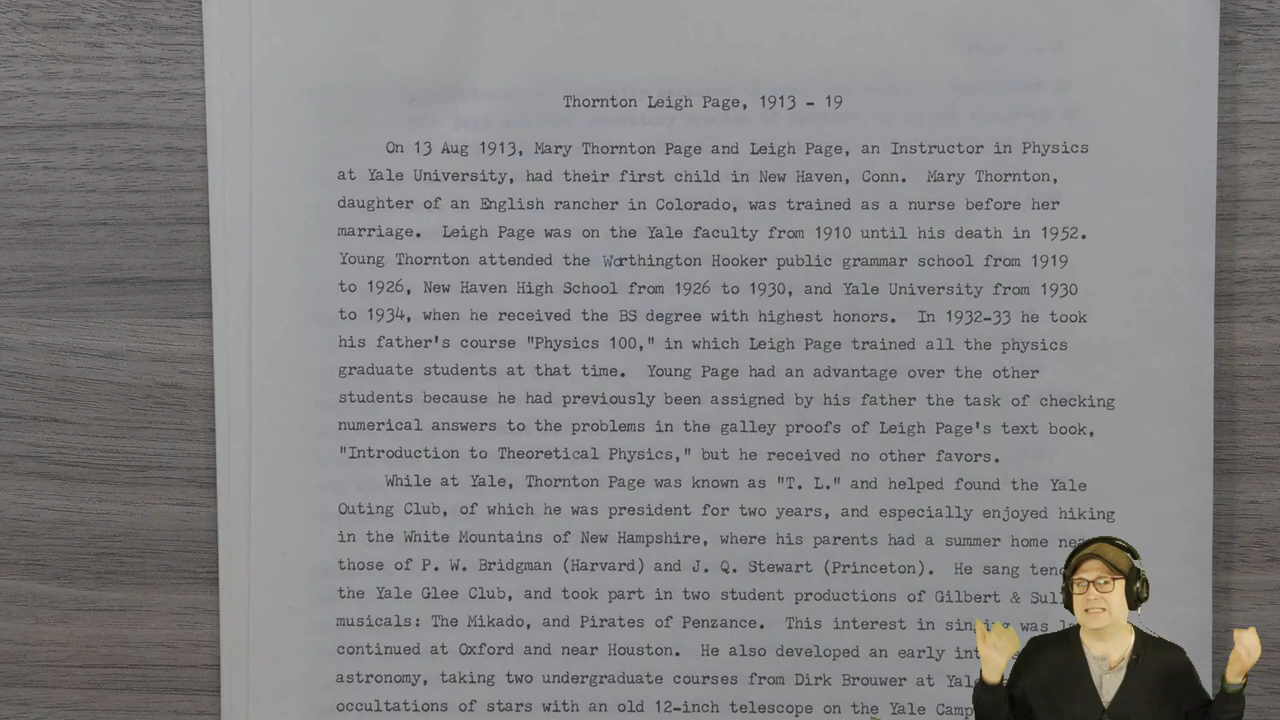 Thornton Leigh Page, 1913 - 19
On 13 Aug 1913, Mary Thornton Page and Leigh Page, an Instructor in Physics
at Yale University, had their first child in New Haven, Conn. Mary Thornton,
daughter of an English rancher in Colorado, was trained as a nurse before her
marriage. Leigh Page was on the Yale faculty from 1910 until his death in 1952.
Young Thornton attended the Worthington Hooker public grammar school from 1919
to 1926, New Haven High School from 1926 to 1930, and Yale University from 1930
to 1934, when he received the BS degree with highest honors. In 1932-33 he took
his father's course "Physics 100," in which Leigh Page trained all the physics
graduate students at that time. Young Page had an advantage over the other
students because he had previously been assigned by his father the task of checking
numerical answers to the problems in the galley proofs of Leigh Page's text book,
"Introduction to Theoretical Physics," but he received no other favors.
While at Yale, Thornton Page was known as "T. L." and helped found the Yale
Outing Club, of which he was president for two years, and especially enjoyed hiking
in the White Mountains of New Hampshire, where his parents had a summer home
those of P. W. Bridgman (Harvard) and J. Q. Stewart (Princeton). He sang
the Yale Glee Club, and took part in two student productions of Gilbert &
musicals: The Mikado, and Pirates of Penzance. This interest in singing was
continued at Oxford and near Houston. He also developed an early
astronomy, taking two undergraduate courses from Dirk Brouwer at
occultations of stars with an old 12-inch telescope on the Yale